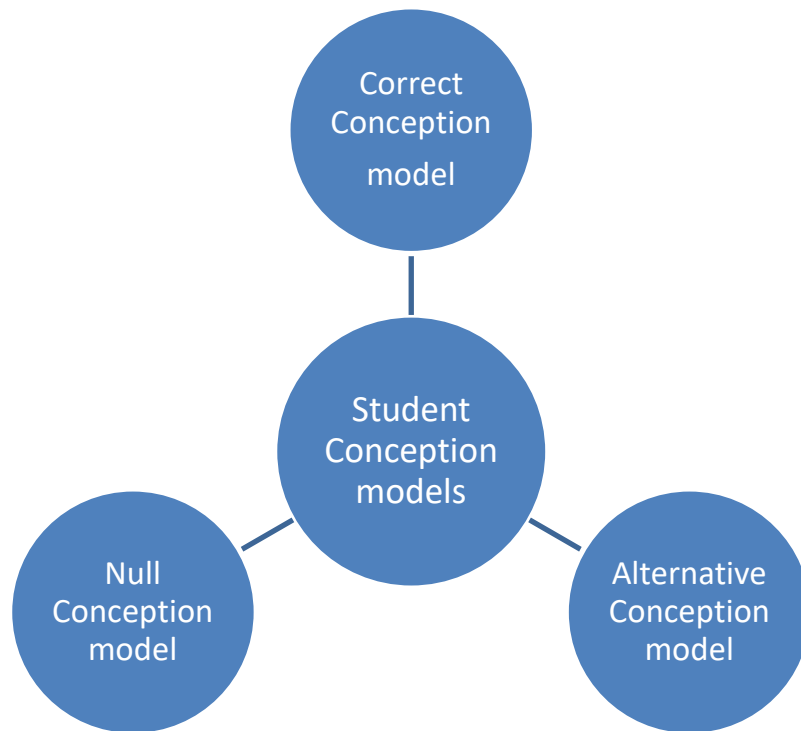 Correct
Conception
model
Student
Conception
models
Null
Conception
model
Alternative
Conception
model